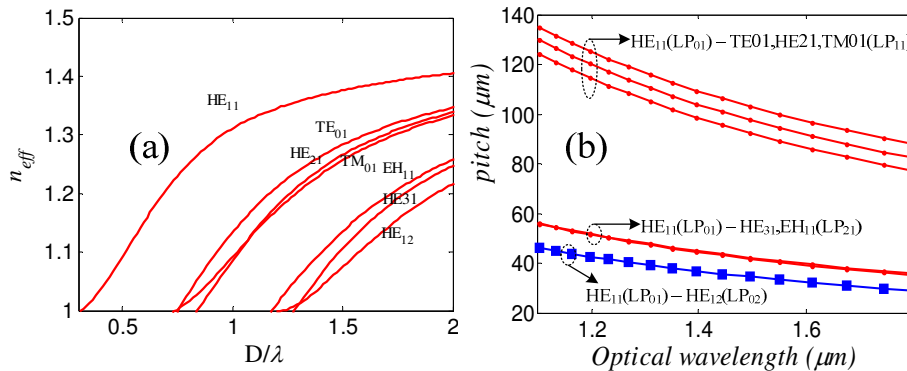 1.5
1.4
1.3
1.2
1.1
1
n_eff
0.5
1
1.5
2
D/λ
(a)
HE₁₁
TE₀₁
HE₂₁
TM₀₁
EH₁₁
HE31
HE₁₂
140
120
100
80
60
40
20
pitch (μm)
1.2
1.4
1.6
Optical wavelength (μm)
(b)
HE₁₁(LP₀₁) – TE01,HE21,TM01(LP₁₁)
HE₁₁(LP₀₁) – HE₃₁,EH₁₁(LP₂₁)
HE₁₁(LP₀₁) – HE₁₂(LP₀₂)